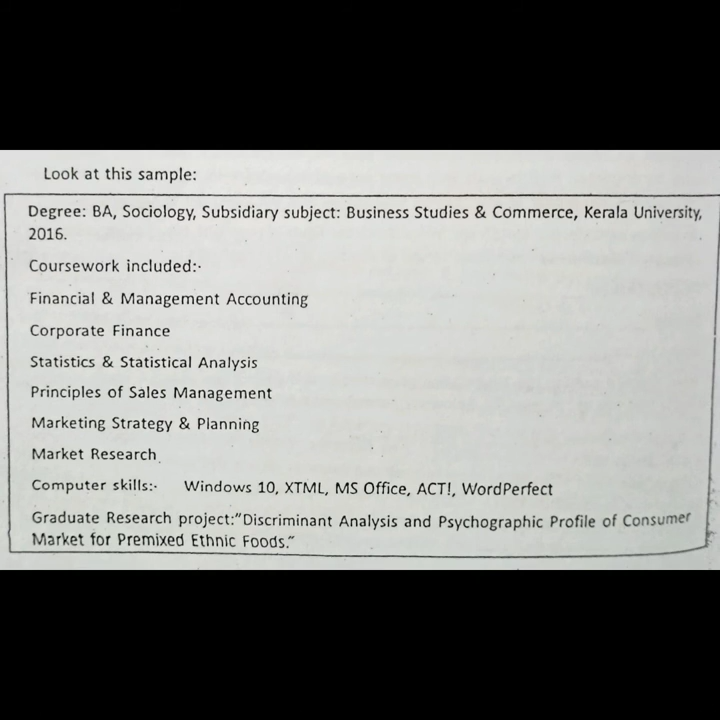 Look at this sample:
Degree: BA, Sociology, Subsidiary subject: Business Studies & Commerce, Kerala University,
2016.
Coursework included:-
Financial & Management Accounting
Corporate Finance
Statistics & Statistical Analysis
Principles of Sales Management
Marketing Strategy & Planning
Market Research
Computer skills:- Windows 10, XTML, MS Office, ACT!, WordPerfect
Graduate Research project:"Discriminant Analysis and Psychographic Profile of Consumer
Market for Premixed Ethnic Foods."